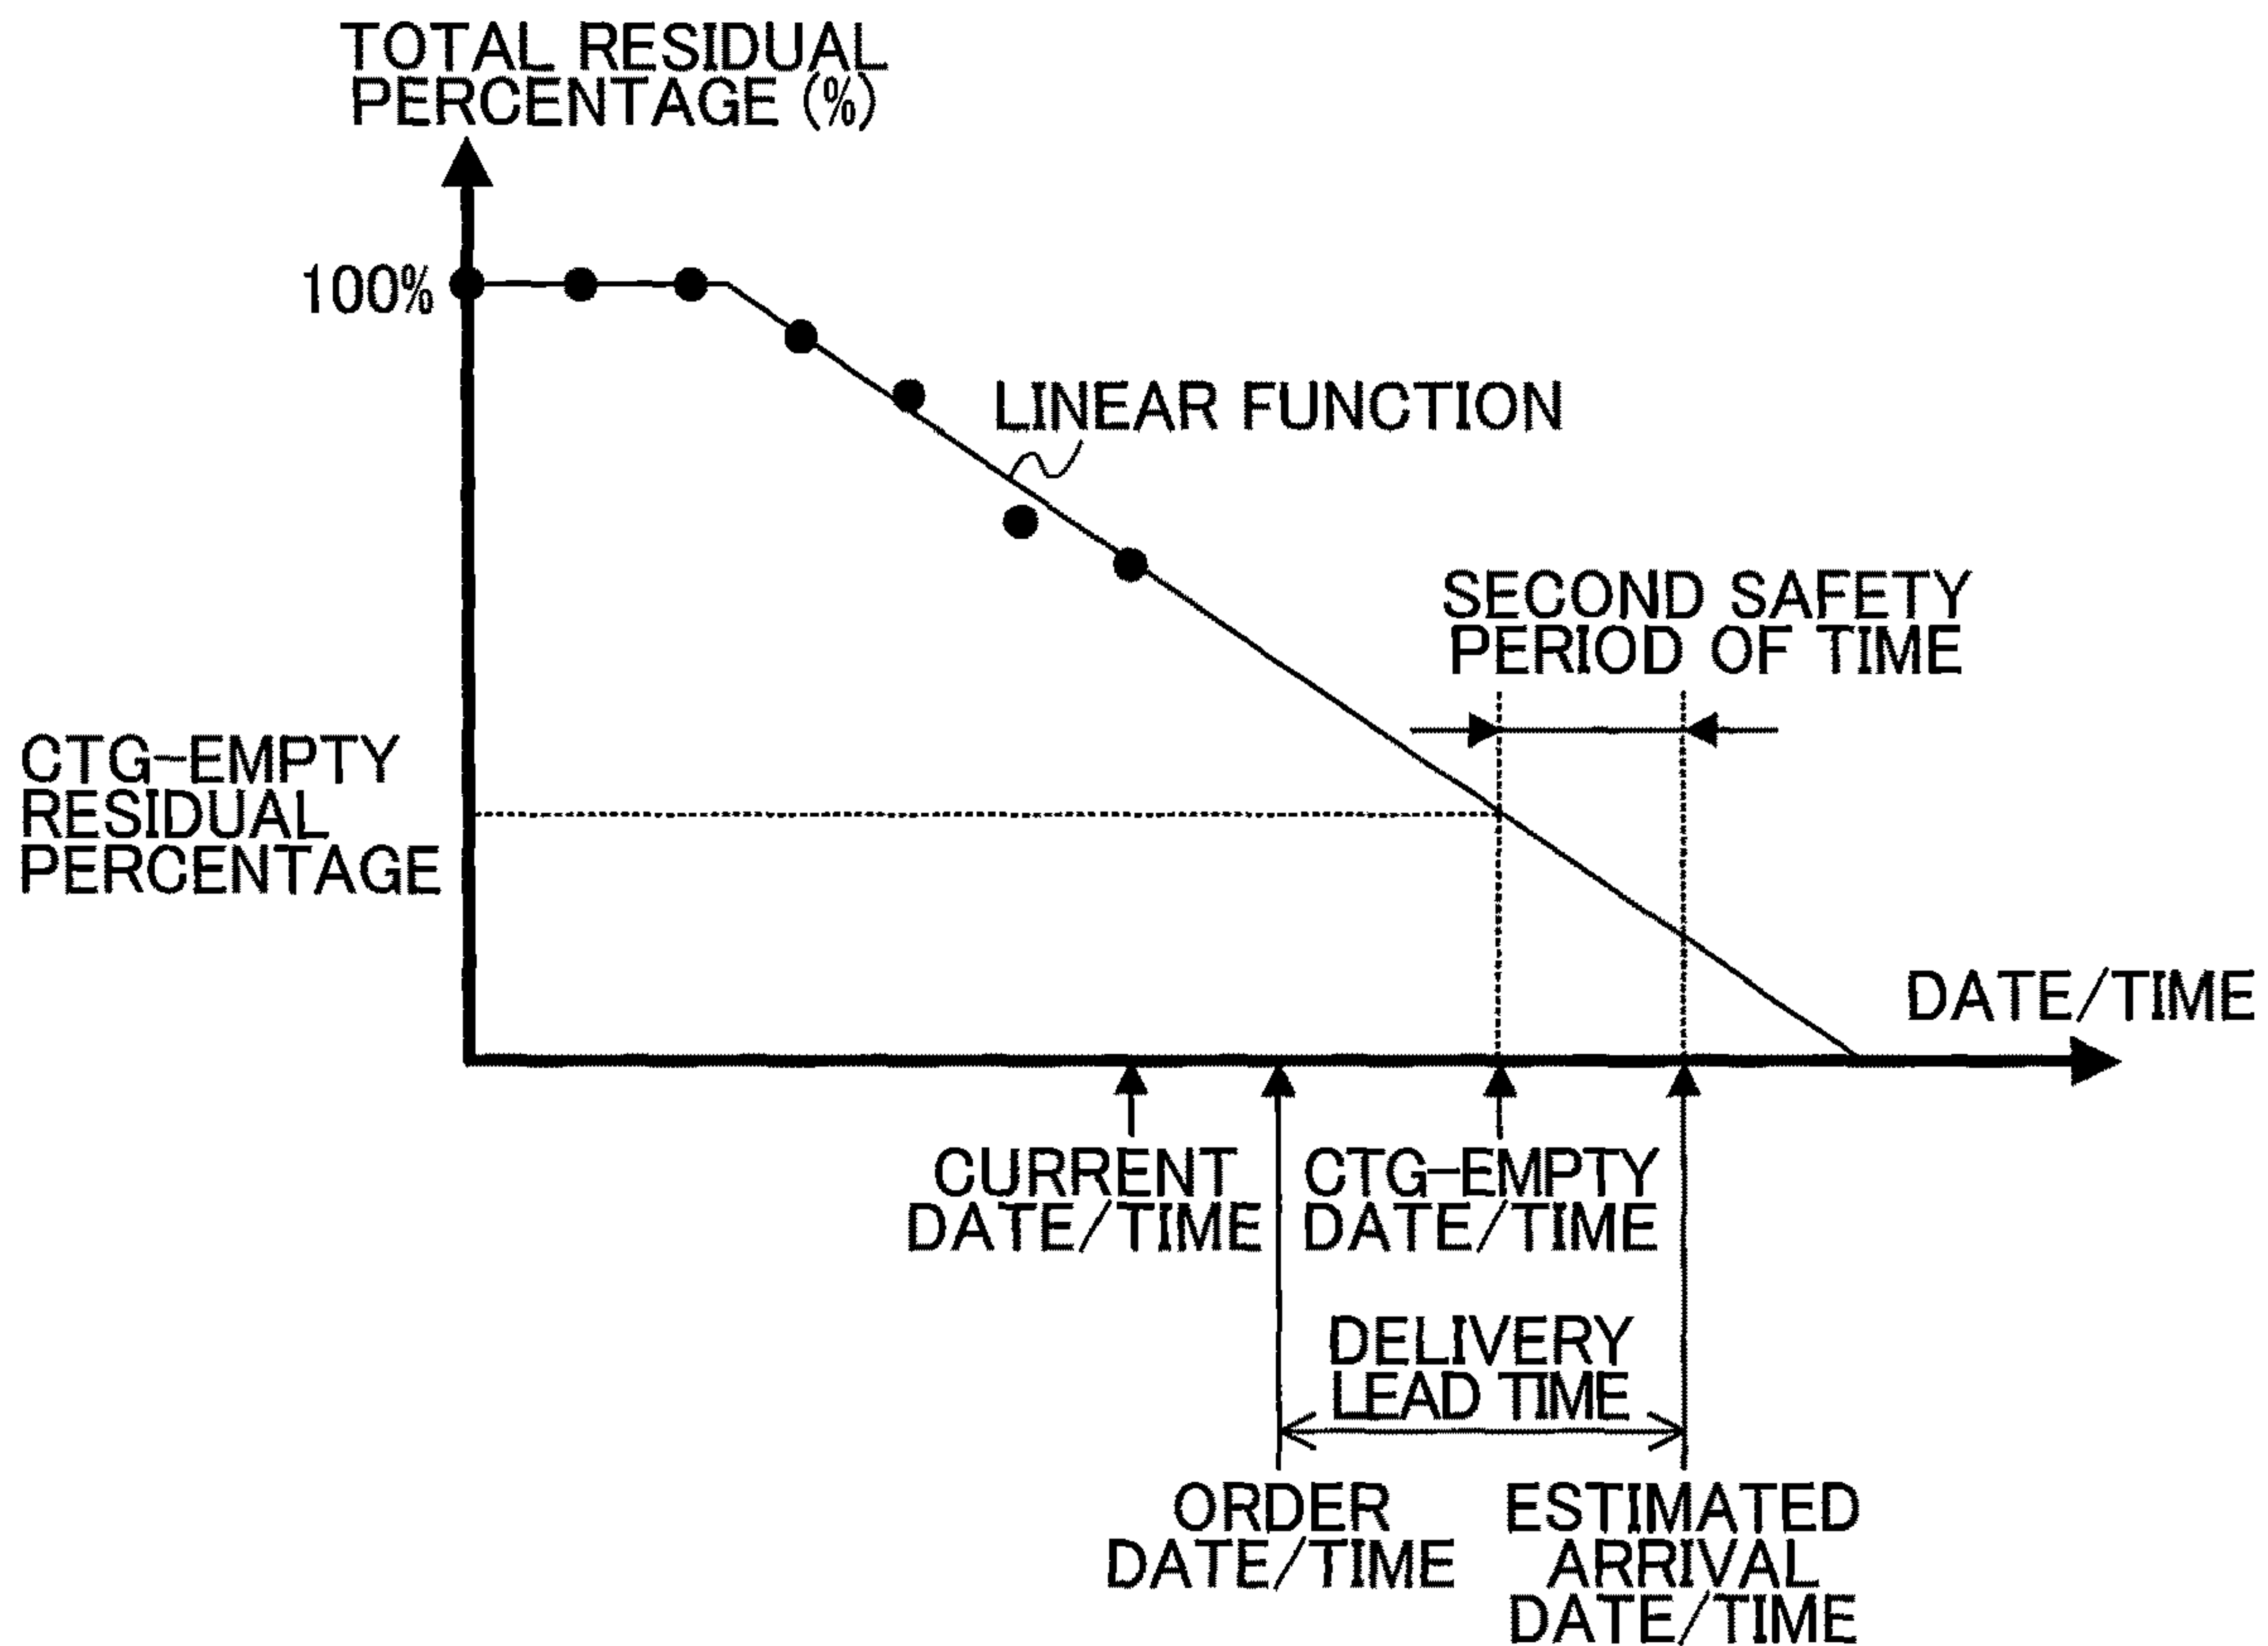 TOTAL RESIDUAL
PERCENTAGE (%)
100%
LINEAR FUNCTION
SECOND SAFETY
PERIOD OF TIME
CTG-EMPTY
RESIDUAL
PERCENTAGE
DATE/TIME
CURRENT
DATE/TIME
CTG-EMPTY
DATE/TIME
DELIVERY
LEAD TIME
ORDER
DATE/TIME
ESTIMATED
ARRIVAL
DATE/TIME